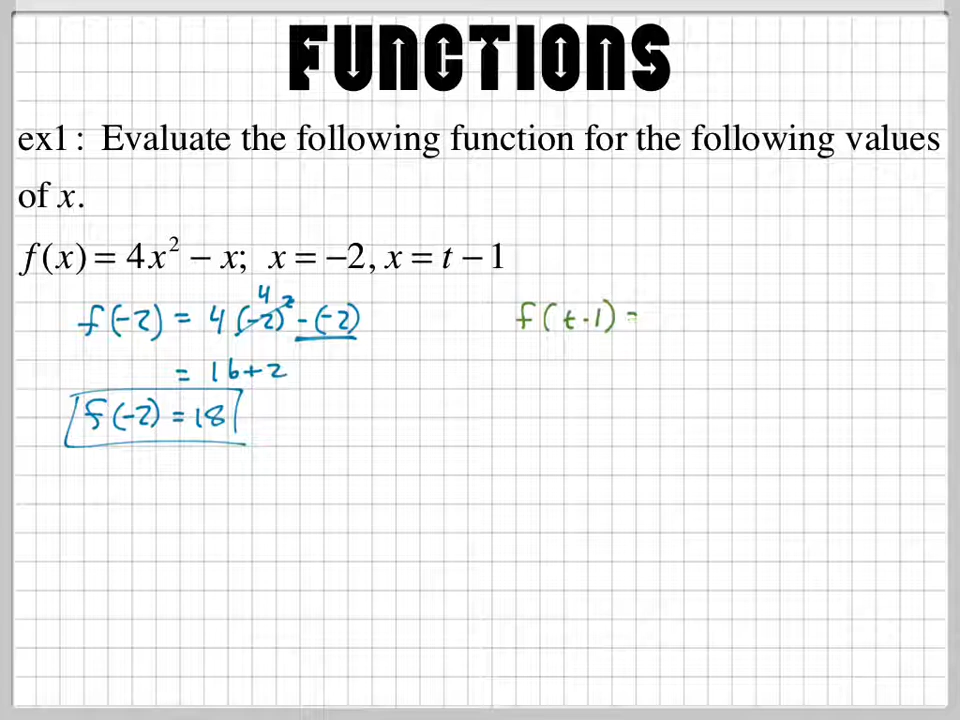 FUNCTIONS
ex1: Evaluate the following function for the following values
of x.
f(x) = 4x² − x; x = −2, x = t − 1
4
f(-2) = 4(-2)² - (-2)
= 16+2
f(-2) = 18
f(t-1) =